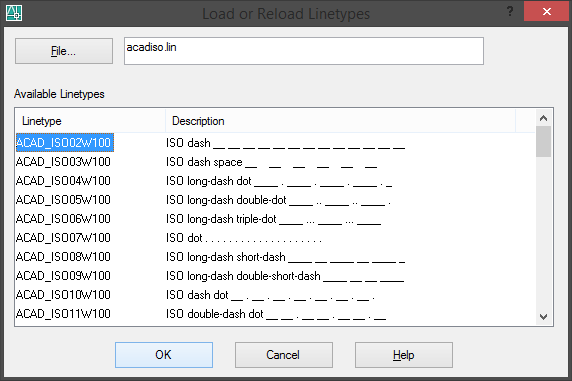 Load or Reload Linetypes
File...
acadiso.lin
Available Linetypes
Linetype Description
ACAD_ISO02W100 ISO dash __ __ __ __ __ __ __ __ __ __ __ __ __
ACAD_ISO03W100 ISO dash space __    __    __    __    __    __
ACAD_ISO04W100 ISO long-dash dot ____ . ____ . ____ . ____ . _
ACAD_ISO05W100 ISO long-dash double-dot ____ .. ____ .. ____ .
ACAD_ISO06W100 ISO long-dash triple-dot ____ ... ____ ... ____
ACAD_ISO07W100 ISO dot . . . . . . . . . . . . . . . . . . . .
ACAD_ISO08W100 ISO long-dash short-dash ____ __ ____ __ ____ _
ACAD_ISO09W100 ISO long-dash double-short-dash ____ __ __ ____
ACAD_ISO10W100 ISO dash dot __ . __ . __ . __ . __ . __ . __ .
ACAD_ISO11W100 ISO double-dash dot __ __ . __ __ . __ __ . __
OK Cancel Help